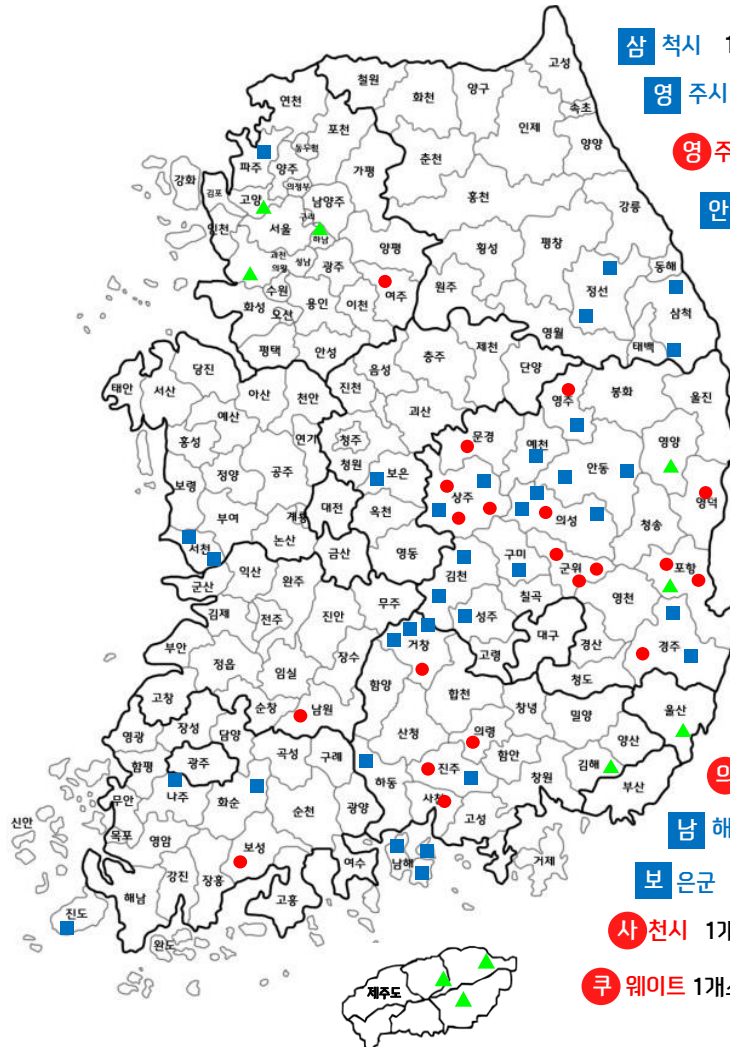 고성
삼 척시 1
철원
양구
연천
화천
영 주시
속초
포천
인제
동두천
양양
영 주
파주
양주
춘천
가평
강화
의정부
김포
고양
남양주
홍천
안
강릉
구리
인천
서울
하남
양평
횡성
평창
동해
과천
의왕
성남
광주
정선
수원
여주
원주
화성
용인
이천
삼척
오산
영월
태백
평택
안성
제천
충주
음성
단양
당진
진천
봉화
울진
태안
서산
아산
천안
영주
예산
괴산
문경
홍성
연기
청주
예천
영양
청원
보은
안동
정양
공주
보령
상주
영덕
대전
계룡
부여
옥천
의성
청송
논산
서천
금산
영동
구미
군위
포항
익산
완주
김천
군산
영천
무주
칠곡
김제
전주
진안
성주
대구
경산
경주
부안
거창
고령
정읍
임실
장수
청도
함양
합천
고창
순창
남원
창녕
밀양
울산
영광
장성
담양
산청
의령
양산
곡성
구례
함평
광주
함안
김해
진주
하동
창원
부산
의
나주
화순
무안
사천
순천
광양
고성
신안
남 해
목포
영암
보성
여수
남해
거제
강진
장흥
보 은군
해남
고흥
진도
사 천시 1개
완도
제주도
쿠 웨이트 1개소